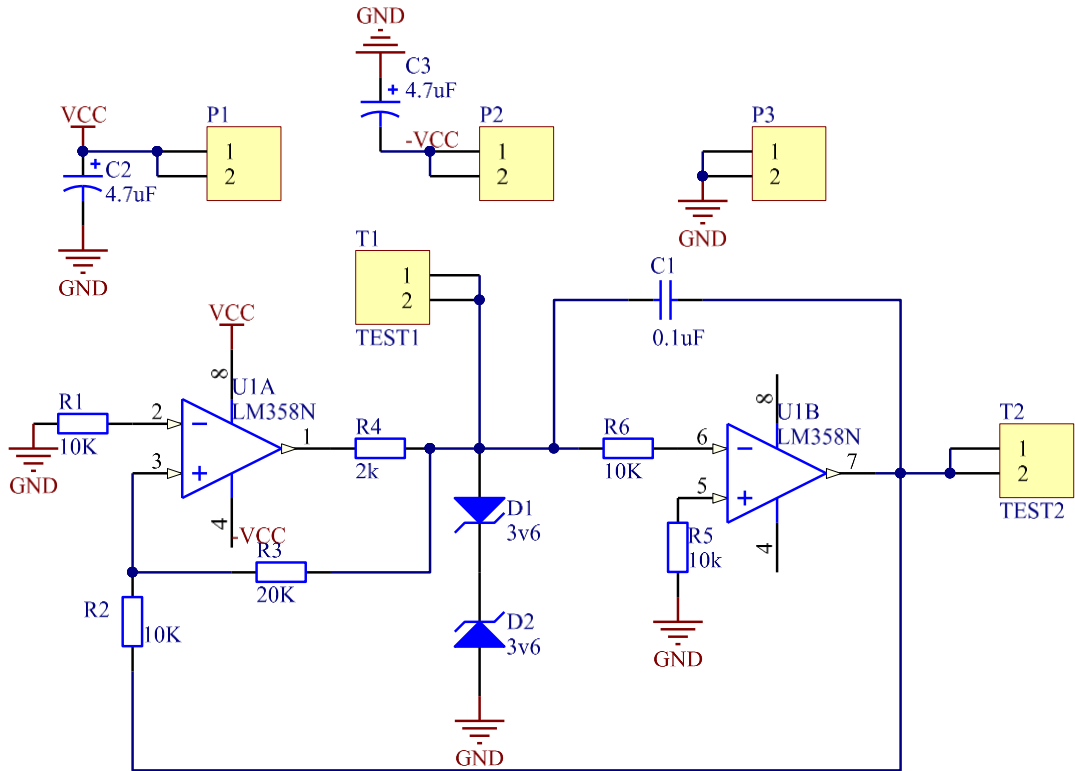 GND
C3
4.7uF
VCC
P1
1
2
C2
4.7uF
GND
-VCC
P2
1
2
P3
1
2
GND
T1
1
2
TEST1
C1
0.1uF
VCC
8
U1A
LM358N
R1
10K
GND
2
3
1
4
-VCC
R4
2k
R3
20K
R2
10K
D1
3v6
D2
3v6
GND
R6
10K
6
5
8
U1B
LM358N
7
4
R5
10k
GND
T2
1
2
TEST2